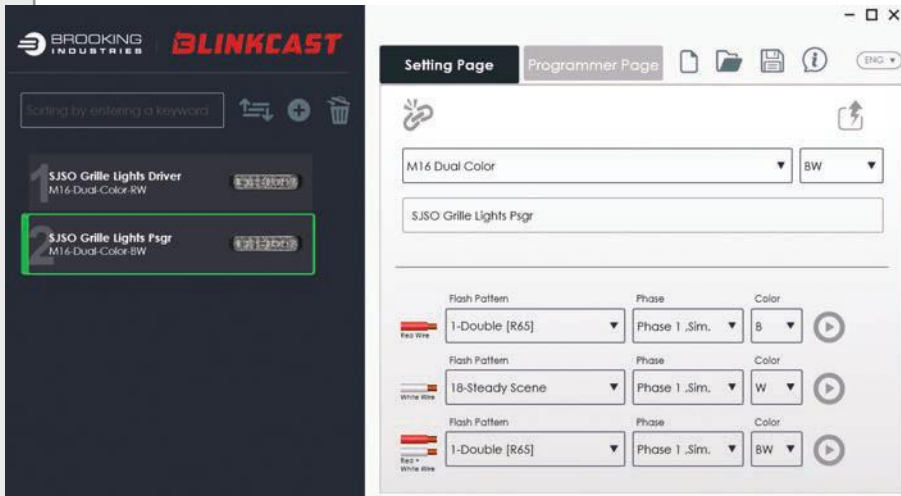 BROOKING
INDUSTRIES
BLINKCAST
Sorting by entering a keyword
1
SJSO Grille Lights Driver
M16-Dual-Color-RW
2
SJSO Grille Lights Psgr
M16-Dual-Color-BW
Setting Page
Programmer Page
ENG
M16 Dual Color
BW
SJSO Grille Lights Psgr
Flash Pattern Phase Color
Red Wire
1-Double [R65] Phase 1 ,Sim. B
Flash Pattern Phase Color
White Wire
18-Steady Scene Phase 1 ,Sim. W
Flash Pattern Phase Color
Red +
White Wire
1-Double [R65] Phase 1 ,Sim. BW